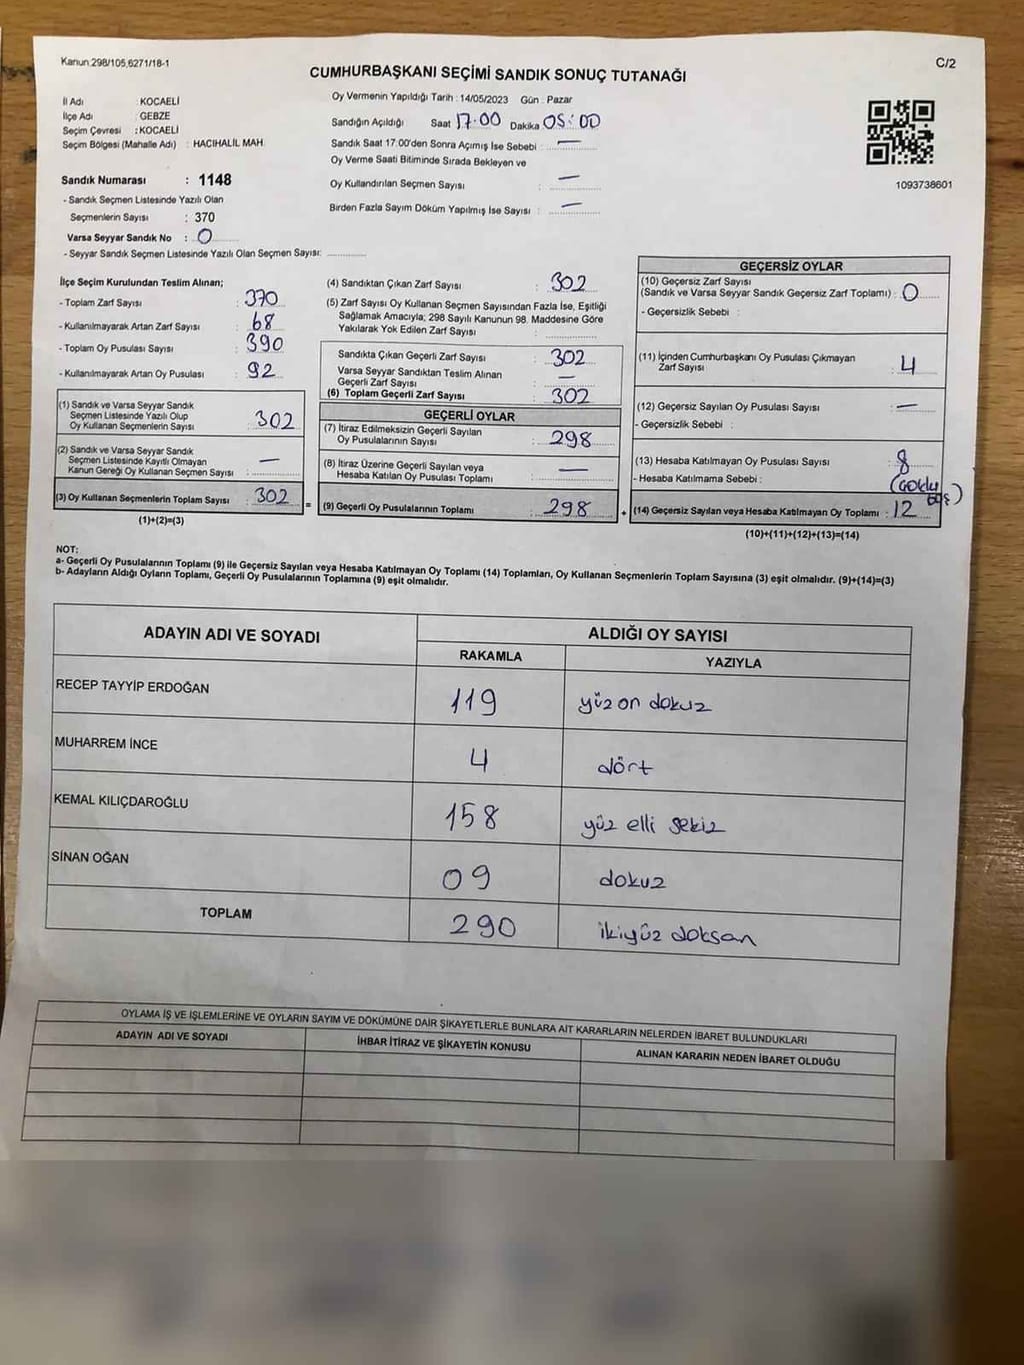 Kanun 298/105,6271/18-1
C/2
CUMHURBAŞKANI SEÇİMİ SANDIK SONUÇ TUTANAĞI
İl Adı : KOCAELİ
İlçe Adı : GEBZE
Seçim Çevresi : KOCAELİ
Seçim Bölgesi (Mahalle Adı) : HACIHALİL MAH.
Oy Vermenin Yapıldığı Tarih : 14/05/2023 Gün : Pazar
Sandığın Açıldığı Saat 17.00 Dakika 05:00
Sandık Saat 17.00'den Sonra Açımış İse Sebebi : —
Oy Verme Saati Bitiminde Sırada Bekleyen ve
Oy Kullandırılan Seçmen Sayısı : —
Birden Fazla Sayım Döküm Yapılmış İse Sayısı : —
1093738601
Sandık Numarası : 1148
- Sandık Seçmen Listesinde Yazılı Olan
Seçmenlerin Sayısı : 370
Varsa Seyyar Sandık No : 0
- Seyyar Sandık Seçmen Listesinde Yazılı Olan Seçmen Sayısı:
İlçe Seçim Kurulundan Teslim Alınan;
- Toplam Zarf Sayısı : 370
- Kullanılmayarak Artan Zarf Sayısı : 68
- Toplam Oy Pusulası Sayısı : 390
- Kullanılmayarak Artan Oy Pusulası : 92
(1) Sandık ve Varsa Seyyar Sandık
Seçmen Listesinde Yazılı Olup
Oy Kullanan Seçmenlerin Sayısı : 302
(2) Sandık ve Varsa Seyyar Sandık
Seçmen Listesinde Kayıtlı Olmayan
Kanun Gereği Oy Kullanan Seçmen Sayısı : —
(3) Oy Kullanan Seçmenlerin Toplam Sayısı : 302 =
(1)+(2)=(3)
(4) Sandıktan Çıkan Zarf Sayısı : 302
(5) Zarf Sayısı Oy Kullanan Seçmen Sayısından Fazla İse, Eşitliği
Sağlamak Amacıyla; 298 Sayılı Kanunun 98. Maddesine Göre
Yakılarak Yok Edilen Zarf Sayısı :
Sandıkta Çıkan Geçerli Zarf Sayısı : 302
Varsa Seyyar Sandıktan Teslim Alınan
Geçerli Zarf Sayısı : —
(6) Toplam Geçerli Zarf Sayısı : 302
GEÇERLİ OYLAR
(7) İtiraz Edilmeksizin Geçerli Sayılan
Oy Pusulalarının Sayısı : 298
(8) İtiraz Üzerine Geçerli Sayılan veya
Hesaba Katılan Oy Pusulası Toplamı : —
(9) Geçerli Oy Pusulalarının Toplamı : 298 +
GEÇERSİZ OYLAR
(10) Geçersiz Zarf Sayısı
(Sandık ve Varsa Seyyar Sandık Geçersiz Zarf Toplamı) : 0
- Geçersizlik Sebebi :
(11) İçinden Cumhurbaşkanı Oy Pusulası Çıkmayan
Zarf Sayısı : 4
(12) Geçersiz Sayılan Oy Pusulası Sayısı : —
- Geçersizlik Sebebi :
(13) Hesaba Katılmayan Oy Pusulası Sayısı : 8
- Hesaba Katılmama Sebebi :
(14) Geçersiz Sayılan veya Hesaba Katılmayan Oy Toplamı : 12
(10)+(11)+(12)+(13)=(14)
NOT:
a- Geçerli Oy Pusulalarının Toplamı (9) ile Geçersiz Sayılan veya Hesaba Katılmayan Oy Toplamı (14) Toplamları, Oy Kullanan Seçmenlerin Toplam Sayısına (3) eşit olmalıdır. (9)+(14)=(3)
b- Adayların Aldığı Oyların Toplamı, Geçerli Oy Pusulalarının Toplamına (9) eşit olmalıdır.
ADAYIN ADI VE SOYADI
ALDIĞI OY SAYISI
RAKAMLA YAZIYLA
RECEP TAYYİP ERDOĞAN 119 yüz on dokuz
MUHARREM İNCE 4 dört
KEMAL KILIÇDAROĞLU 158 yüz elli sekiz
SİNAN OĞAN 09 dokuz
TOPLAM 290 ikiyüz doksan
OYLAMA İŞ VE İŞLEMLERİNE VE OYLARIN SAYIM VE DÖKÜMÜNE DAİR ŞİKAYETLERLE BUNLARA AİT KARARLARIN NELERDEN İBARET BULUNDUKLARI
ADAYIN ADI VE SOYADI İHBAR İTİRAZ VE ŞİKAYETİN KONUSU ALINAN KARARIN NEDEN İBARET OLDUĞU